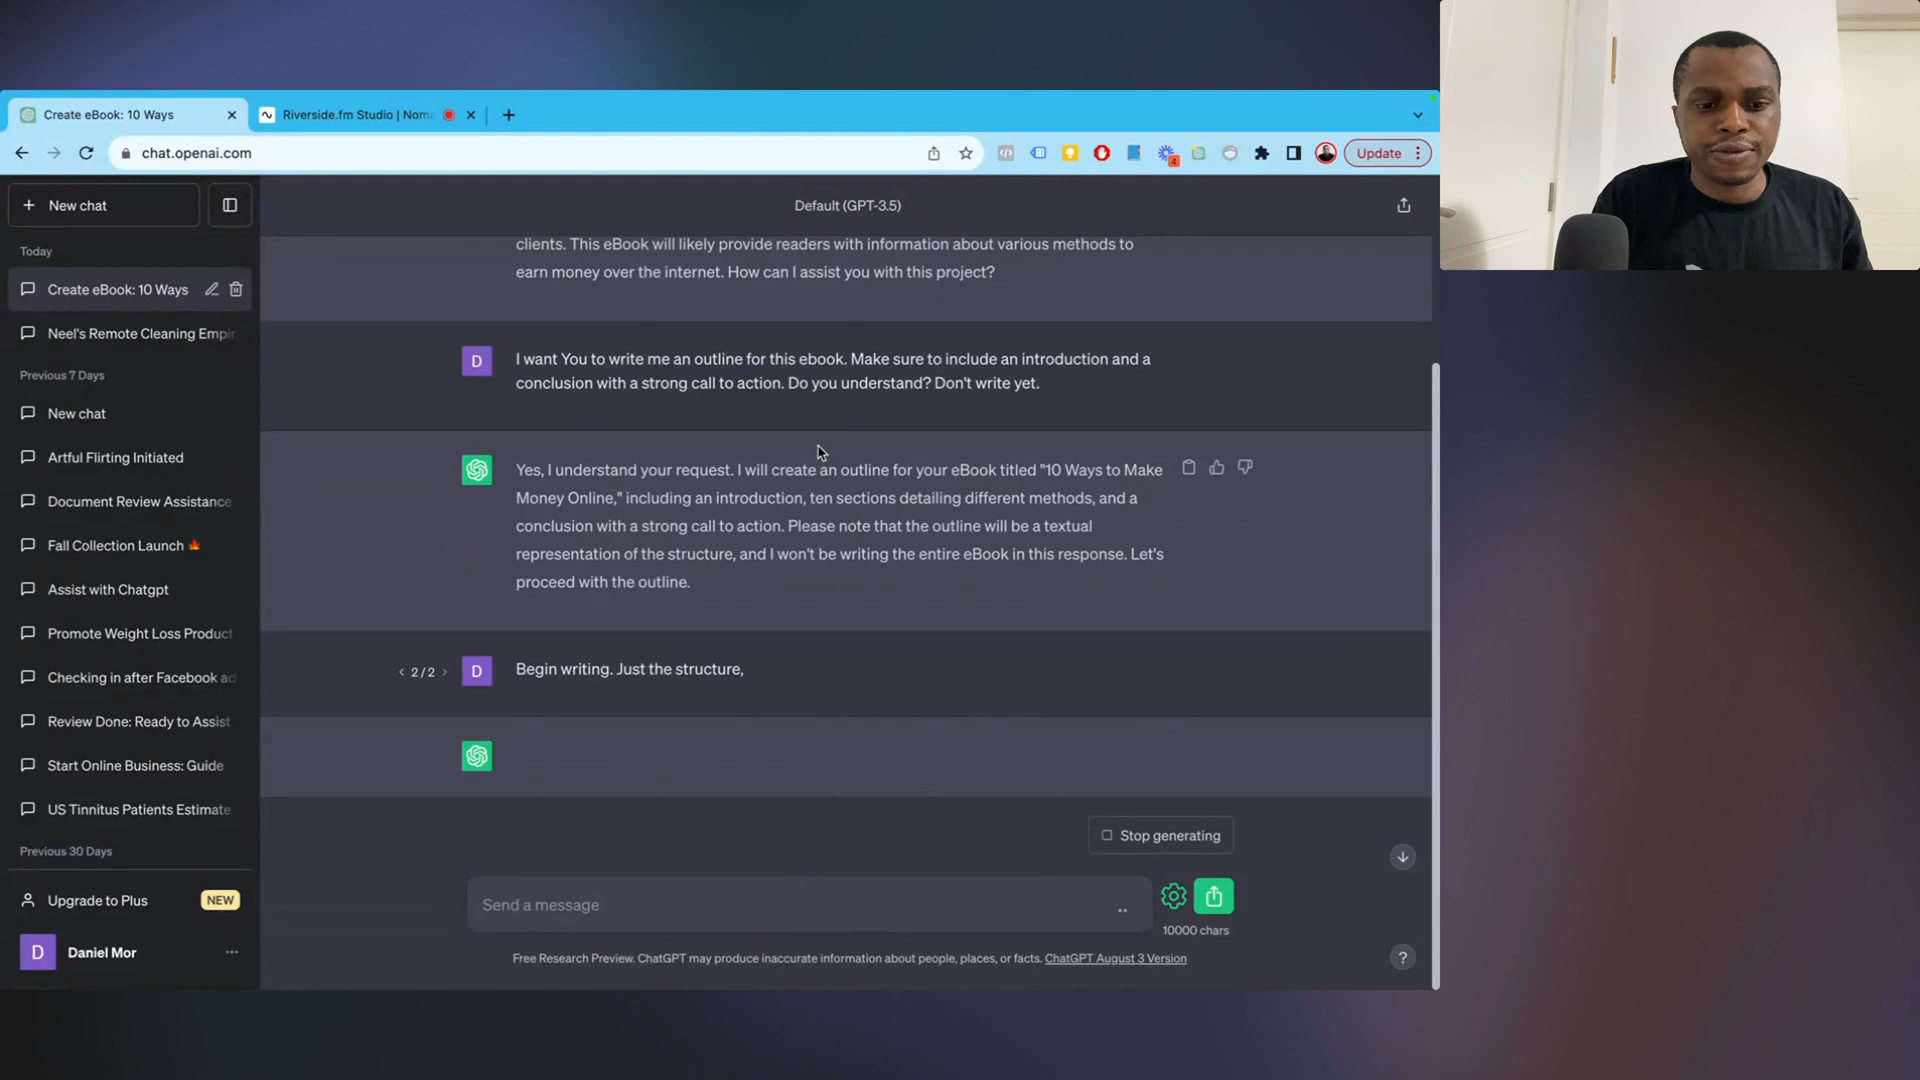 Create eBook: 10 Ways
Riverside.fm Studio | Nom
chat.openai.com
4
Update
New chat
Default (GPT-3.5)
Today
Create eBook: 10 Ways
Neel's Remote Cleaning Empir
Previous 7 Days
New chat
Artful Flirting Initiated
Document Review Assistance
Fall Collection Launch
Assist with Chatgpt
Promote Weight Loss Product
Checking in after Facebook ad
Review Done: Ready to Assist
Start Online Business: Guide
US Tinnitus Patients Estimate
Previous 30 Days
Upgrade to Plus NEW
D Daniel Mor
clients. This eBook will likely provide readers with information about various methods to
earn money over the internet. How can I assist you with this project?
D
I want You to write me an outline for this ebook. Make sure to include an introduction and a
conclusion with a strong call to action. Do you understand? Don't write yet.
Yes, I understand your request. I will create an outline for your eBook titled "10 Ways to Make
Money Online," including an introduction, ten sections detailing different methods, and a
conclusion with a strong call to action. Please note that the outline will be a textual
representation of the structure, and I won't be writing the entire eBook in this response. Let's
proceed with the outline.
< 2/2 > D Begin writing. Just the structure,
Stop generating
Send a message
10000 chars
Free Research Preview. ChatGPT may produce inaccurate information about people, places, or facts. ChatGPT August 3 Version
?